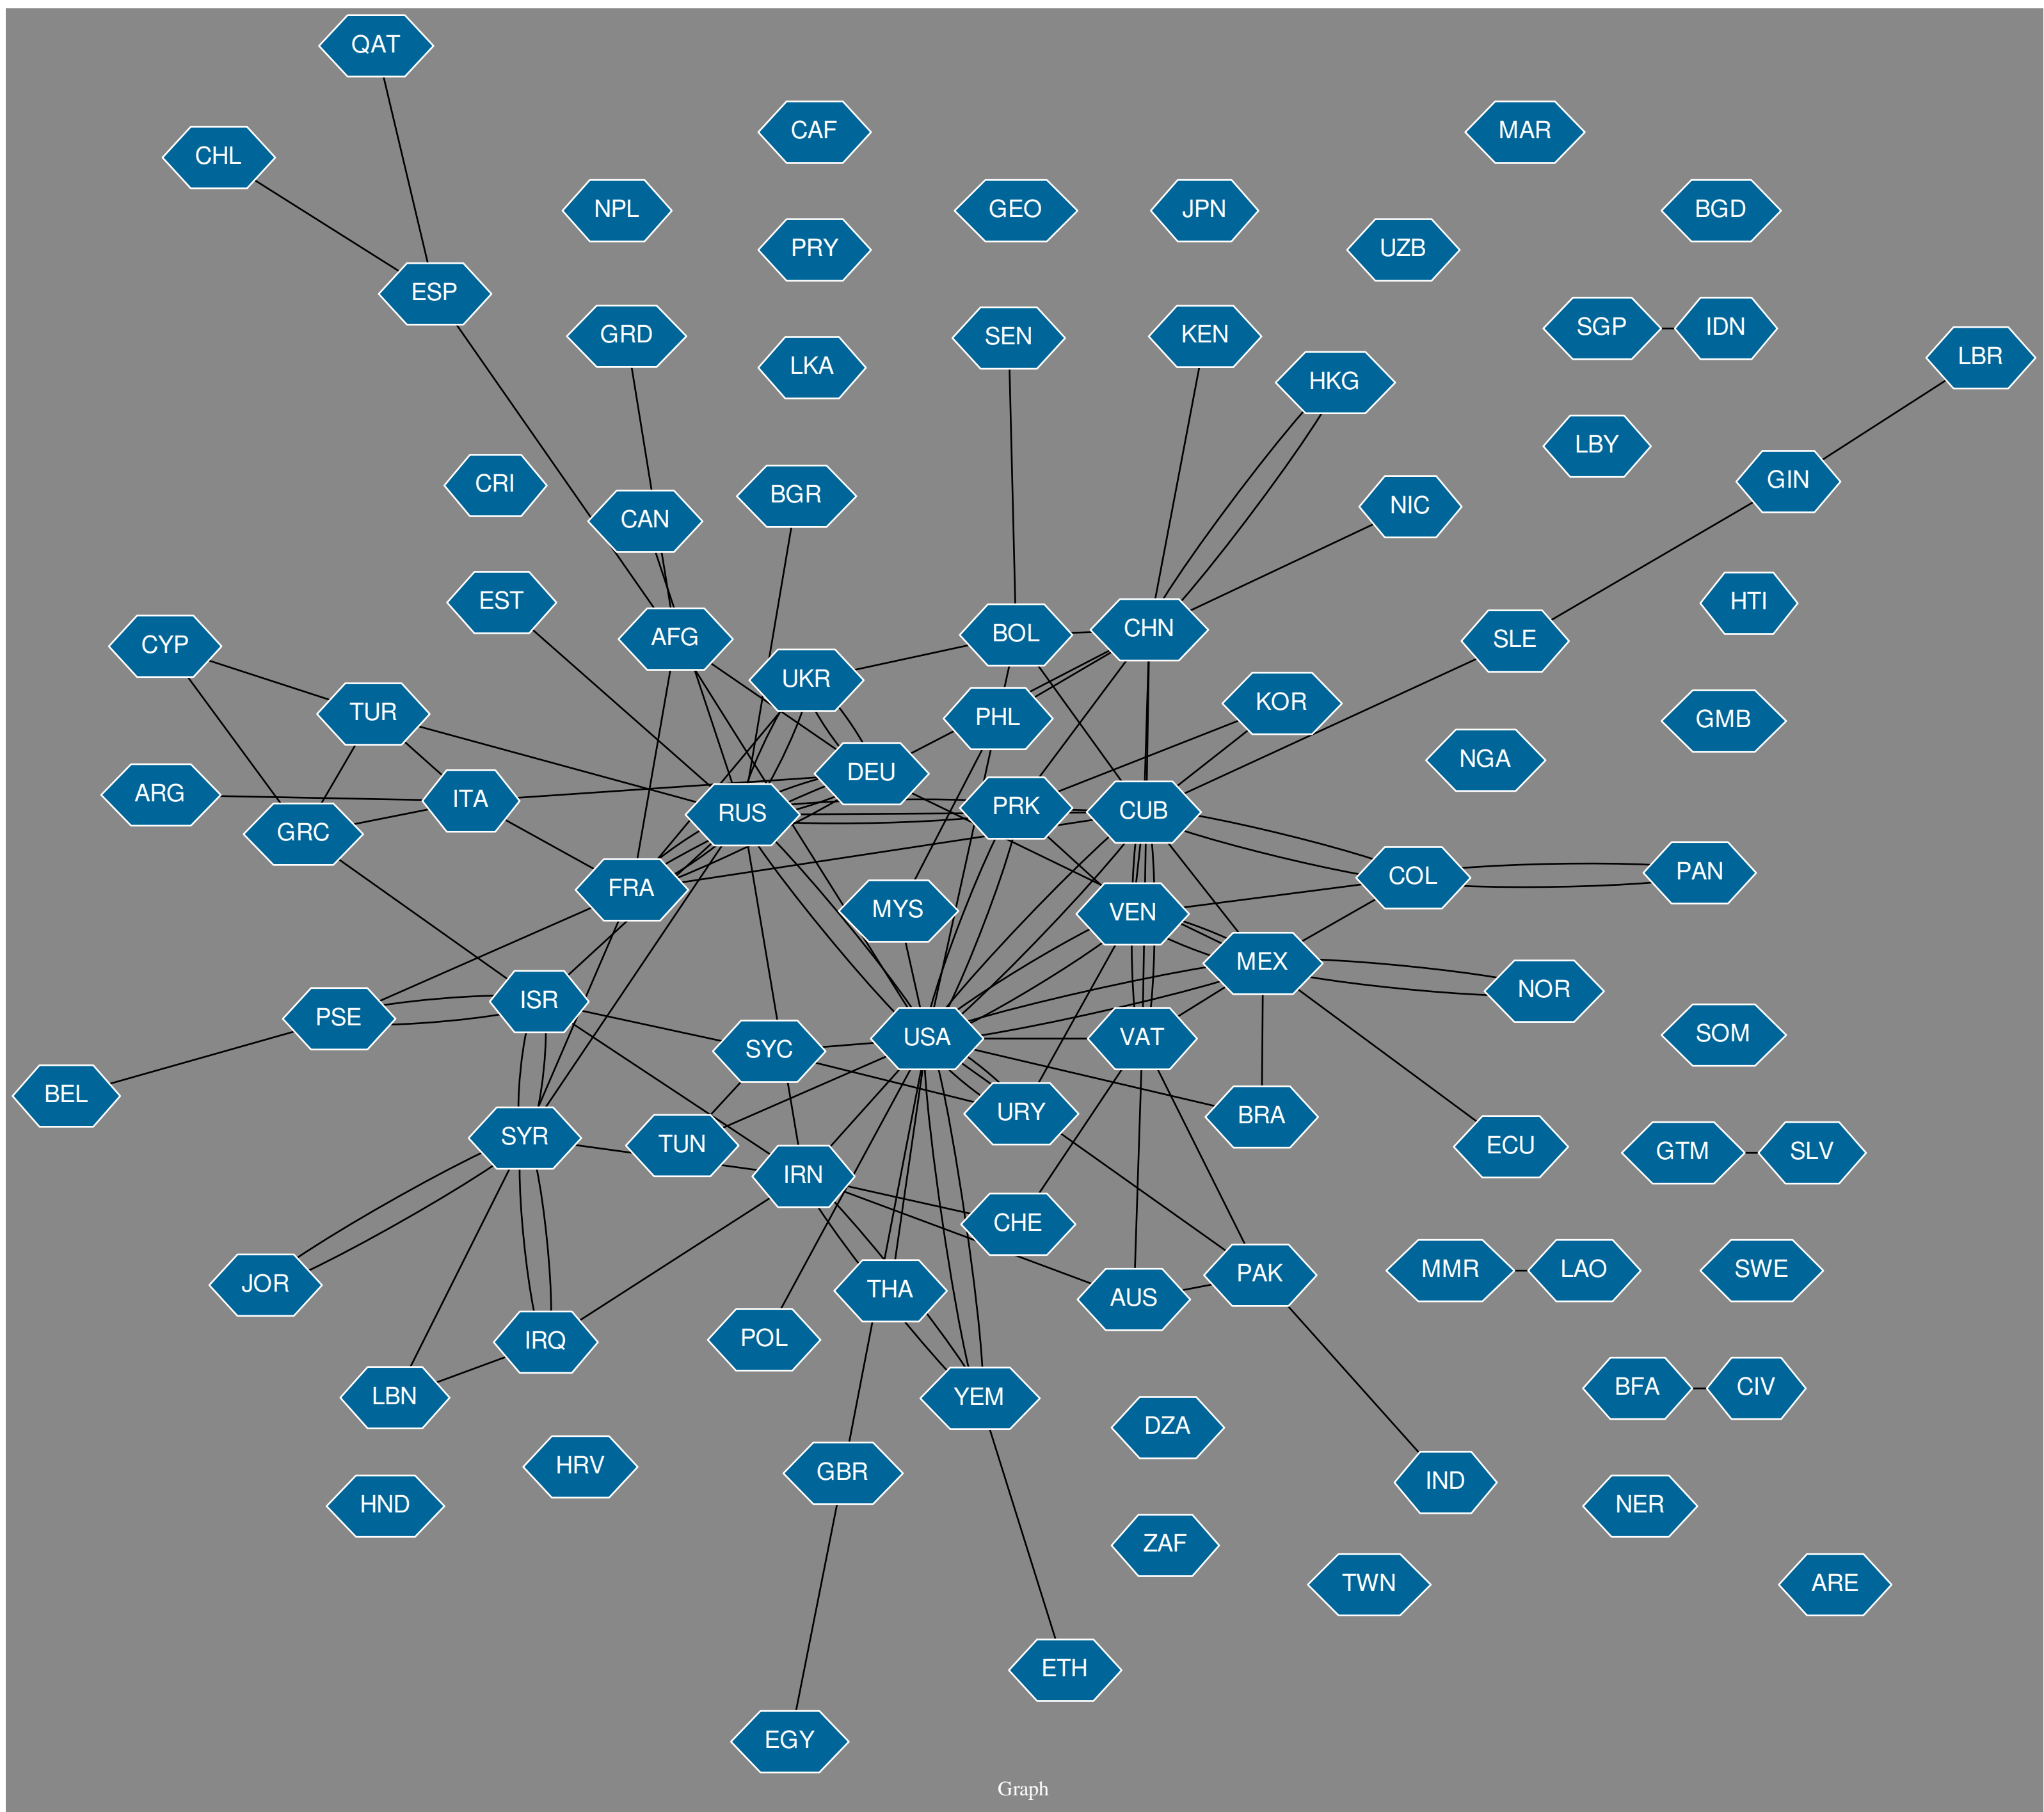 QAT
CAF
MAR
CHL
NPL
GEO
JPN
BGD
PRY
UZB
ESP
SGP
IDN
GRD
SEN
KEN
LBR
LKA
HKG
LBY
CRI
BGR
GIN
NIC
CAN
EST
HTI
AFG
BOL
CHN
SLE
CYP
UKR
KOR
TUR
PHL
GMB
NGA
DEU
ARG
ITA
RUS
PRK
CUB
GRC
PAN
COL
FRA
MYS
VEN
MEX
NOR
ISR
PSE
SOM
USA
VAT
SYC
BEL
URY
BRA
SYR
TUN
ECU
GTM
SLV
IRN
CHE
MMR
LAO
SWE
PAK
JOR
THA
AUS
POL
IRQ
BFA
CIV
LBN
YEM
DZA
HRV
GBR
IND
HND
NER
ZAF
TWN
ARE
ETH
EGY
Graph